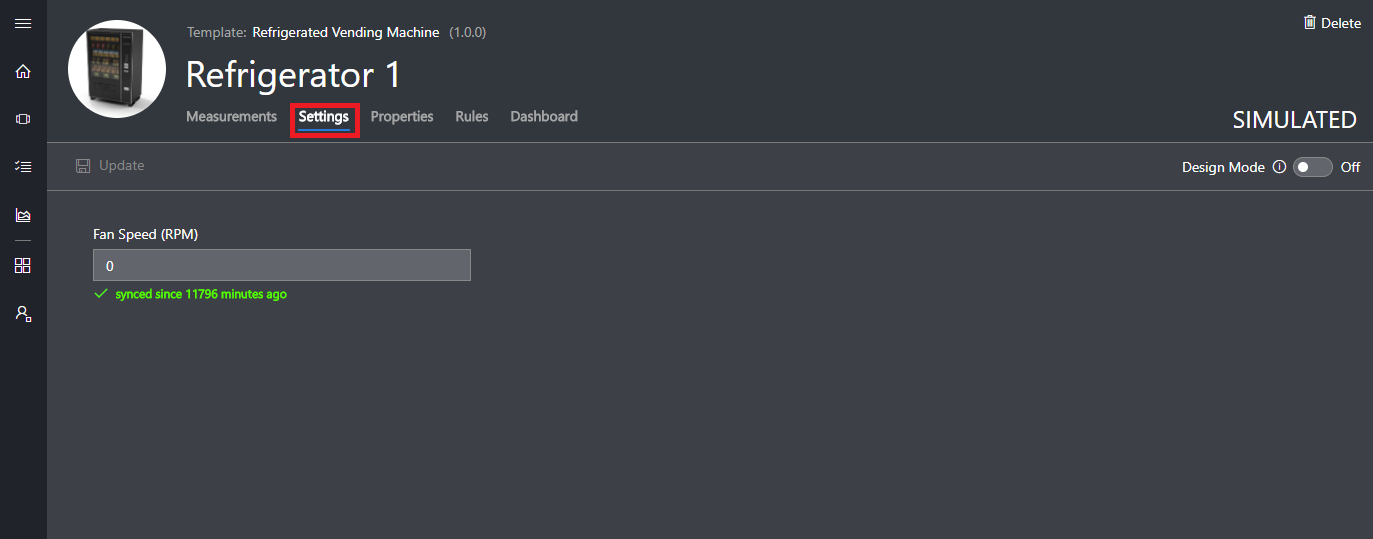 Template: Refrigerated Vending Machine (1.0.0)
Delete
Refrigerator 1
Measurements Settings Properties Rules Dashboard
SIMULATED
Update
Design Mode Off
Fan Speed (RPM)
0
synced since 11796 minutes ago